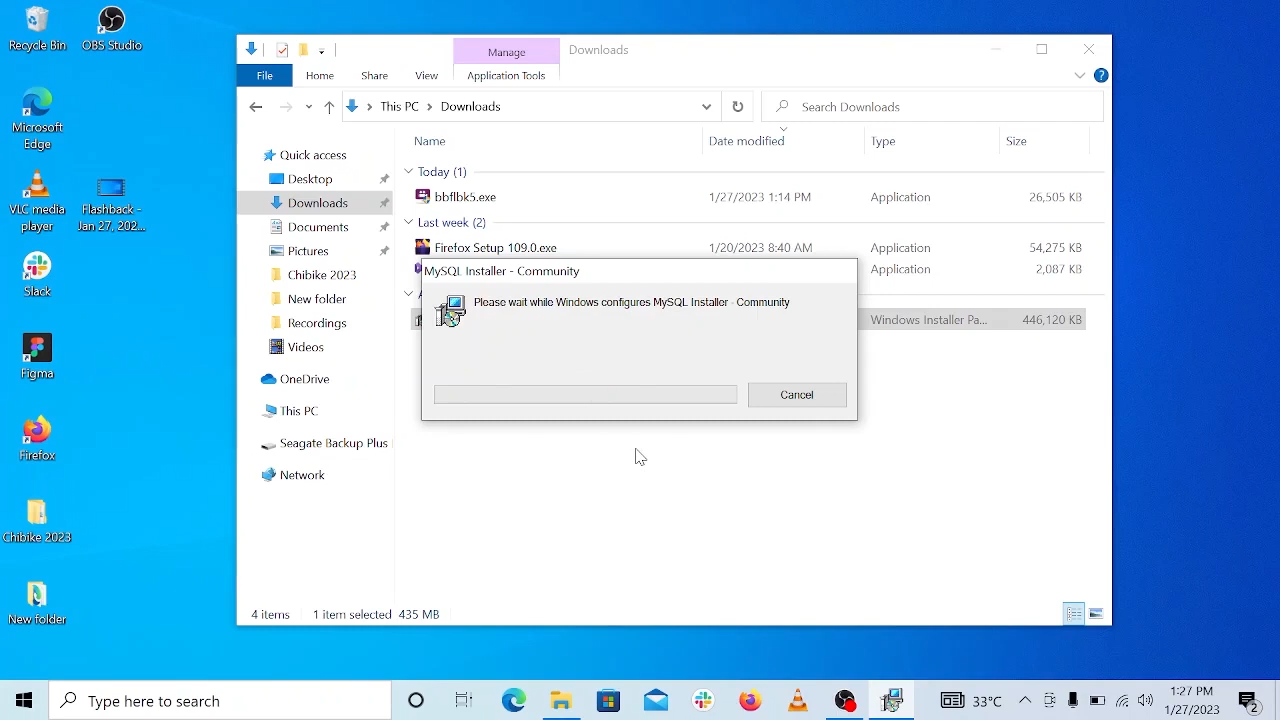 Recycle Bin
OBS Studio
Microsoft
Edge
VLC media
player
Flashback -
Jan 27, 202...
Slack
Figma
Firefox
Chibike 2023
New folder
Manage
Downloads
File
Home
Share
View
Application Tools
This PC
Downloads
Search Downloads
Name
Date modified
Type
Size
Quick access
Desktop
Downloads
Documents
Pictures
Chibike 2023
New folder
Recordings
Videos
OneDrive
This PC
Seagate Backup Plus
Network
Today (1)
bbflbk5.exe 1/27/2023 1:14 PM Application 26,505 KB
Last week (2)
Firefox Setup 109.0.exe 1/20/2023 8:40 AM Application 54,275 KB
Application 2,087 KB
Windows Installer Pa... 446,120 KB
MySQL Installer - Community
Please wait while Windows configures MySQL Installer - Community
Cancel
4 items
1 item selected 435 MB
Type here to search
33°C
1:27 PM
1/27/2023
2